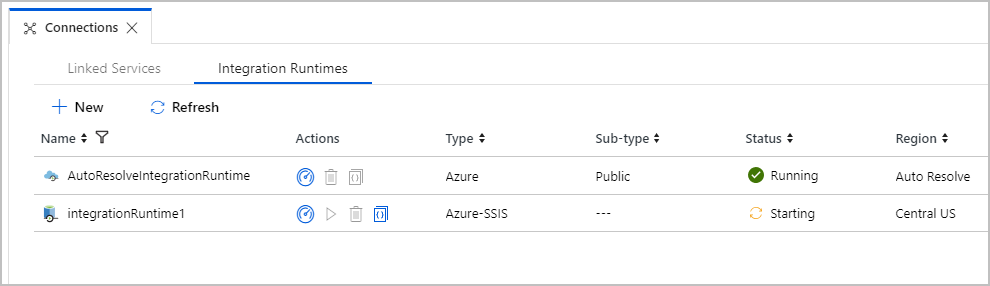 Connections
Linked Services Integration Runtimes
New Refresh
Name Actions Type Sub-type Status Region
AutoResolveIntegrationRuntime Azure Public Running Auto Resolve
integrationRuntime1 Azure-SSIS --- Starting Central US